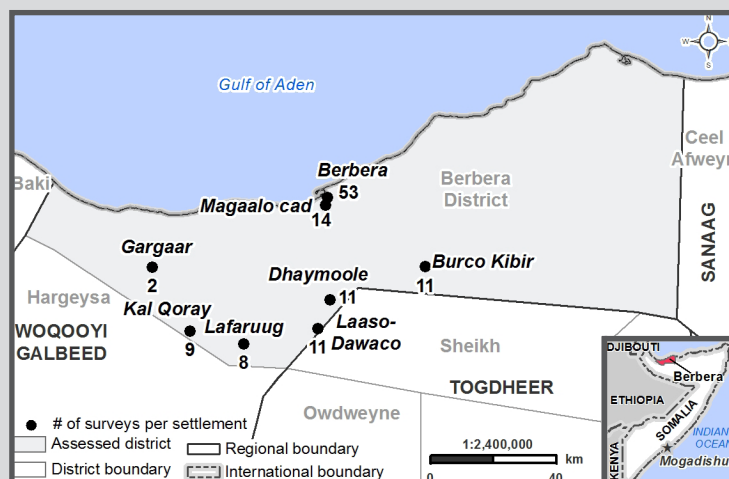 N
W
S
Gulf of Aden
Ceel
Afweyn
Baki
Berbera
53
Berbera
District
Magaalo cad
14
SANAAG
Gargaar
2
Burco Kibir
11
Dhaymoole
11
Hargeysa
Kal Qoray
9
Lafaruug
8
Laaso-
Dawaco
11
WOQOOYI
GALBEED
Sheikh
TOGDHEER
Owdweyne
DJIBOUTI
Berbera
ETHIOPIA
SOMALIA
INDIAN
OCEAN
KENYA
Mogadishu
# of surveys per settlement
Assessed district
Regional boundary
District boundary
International boundary
1:2,400,000
km
0
40